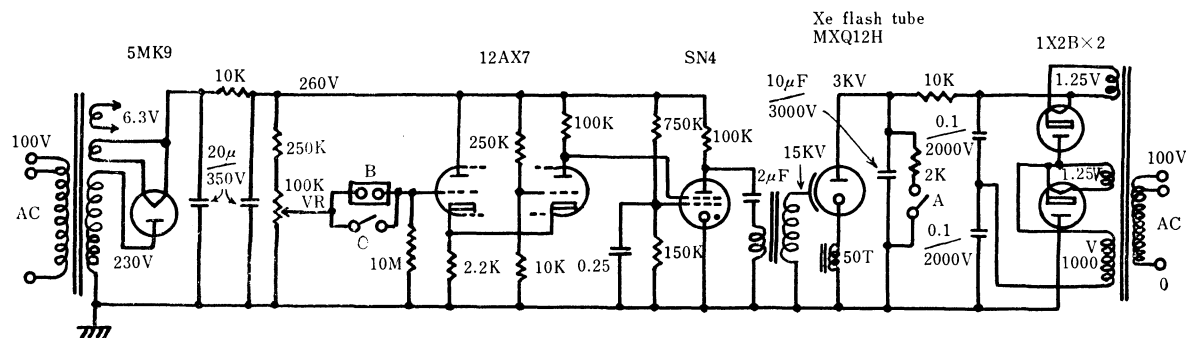 Xe flash tube
MXQ12H
5MK9
12AX7
SN4
1X2B×2
10K
260V
10μF
3000V
3KV
10K
1.25V
6.3V
100V
20μ
350V
250K
100K
VR
B
C
250K
100K
750K
100K
15KV
2μF
0.1
2000V
2K
A
1.25V
100V
AC
230V
10M
2.2K
10K
0.25
150K
50T
0.1
2000V
V
1000
AC
0